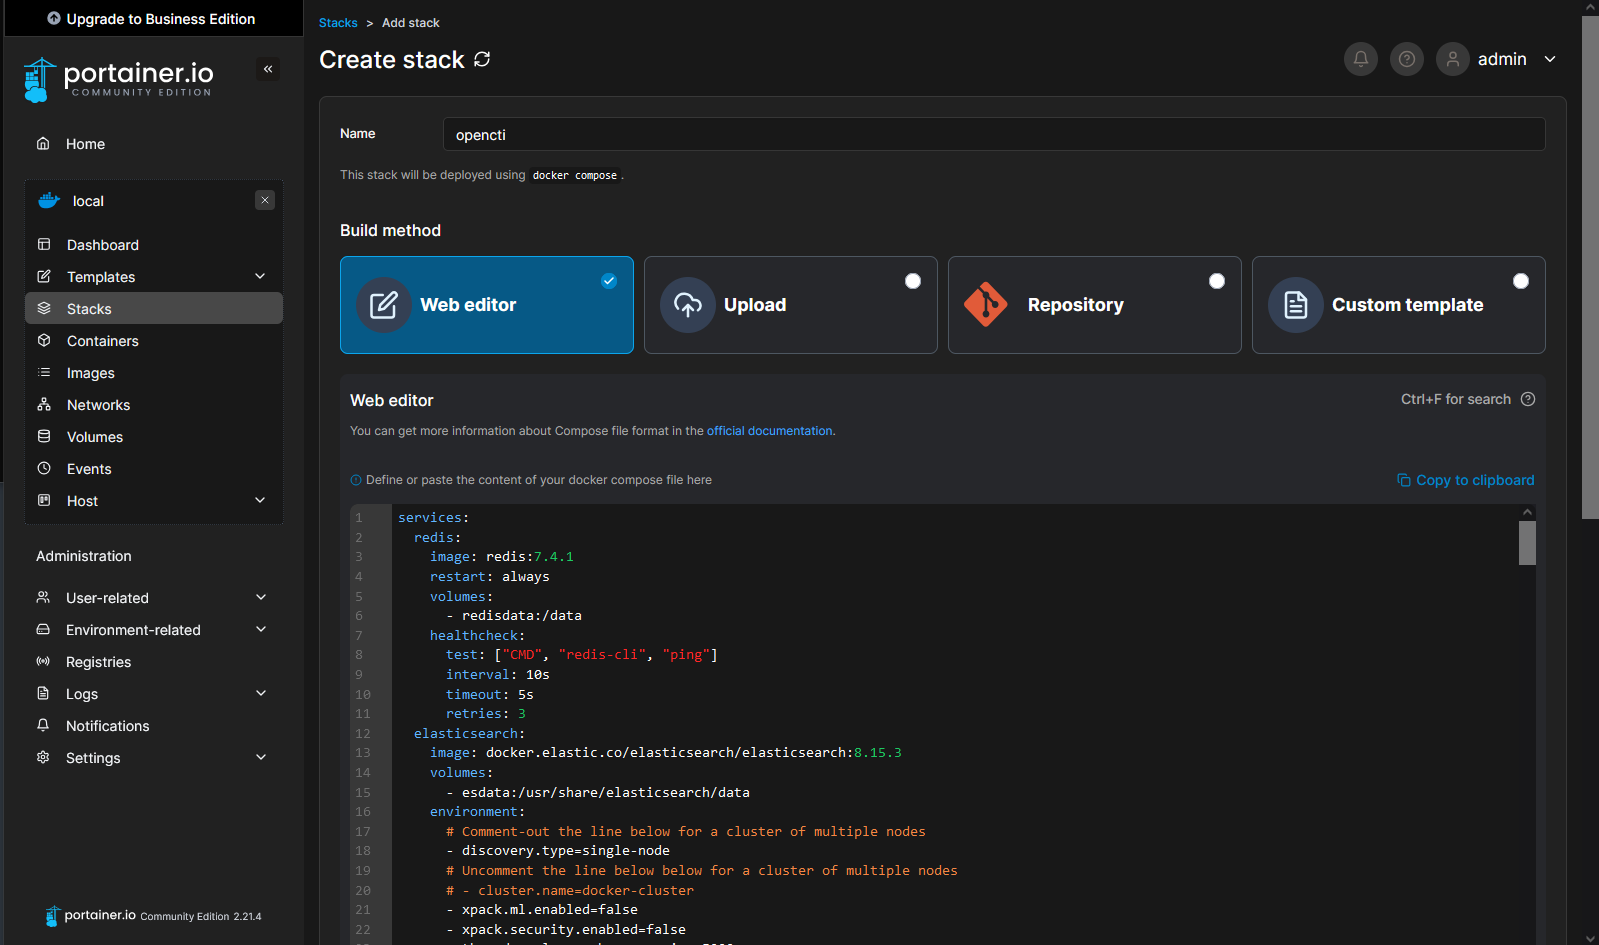 Upgrade to Business Edition
portainer.io
COMMUNITY EDITION
Home
local
Dashboard
Templates
Stacks
Containers
Images
Networks
Volumes
Events
Host
Administration
User-related
Environment-related
Registries
Logs
Notifications
Settings
portainer.io Community Edition 2.21.4
Stacks > Add stack
Create stack
admin
Name
opencti
This stack will be deployed using docker compose.
Build method
Web editor
Upload
Repository
Custom template
Web editor
Ctrl+F for search
You can get more information about Compose file format in the official documentation.
Define or paste the content of your docker compose file here
Copy to clipboard
1 services:
2 redis:
3 image: redis:7.4.1
4 restart: always
5 volumes:
6 - redisdata:/data
7 healthcheck:
8 test: ["CMD", "redis-cli", "ping"]
9 interval: 10s
10 timeout: 5s
11 retries: 3
12 elasticsearch:
13 image: docker.elastic.co/elasticsearch/elasticsearch:8.15.3
14 volumes:
15 - esdata:/usr/share/elasticsearch/data
16 environment:
17 # Comment-out the line below for a cluster of multiple nodes
18 - discovery.type=single-node
19 # Uncomment the line below below for a cluster of multiple nodes
20 # - cluster.name=docker-cluster
21 - xpack.ml.enabled=false
22 - xpack.security.enabled=false